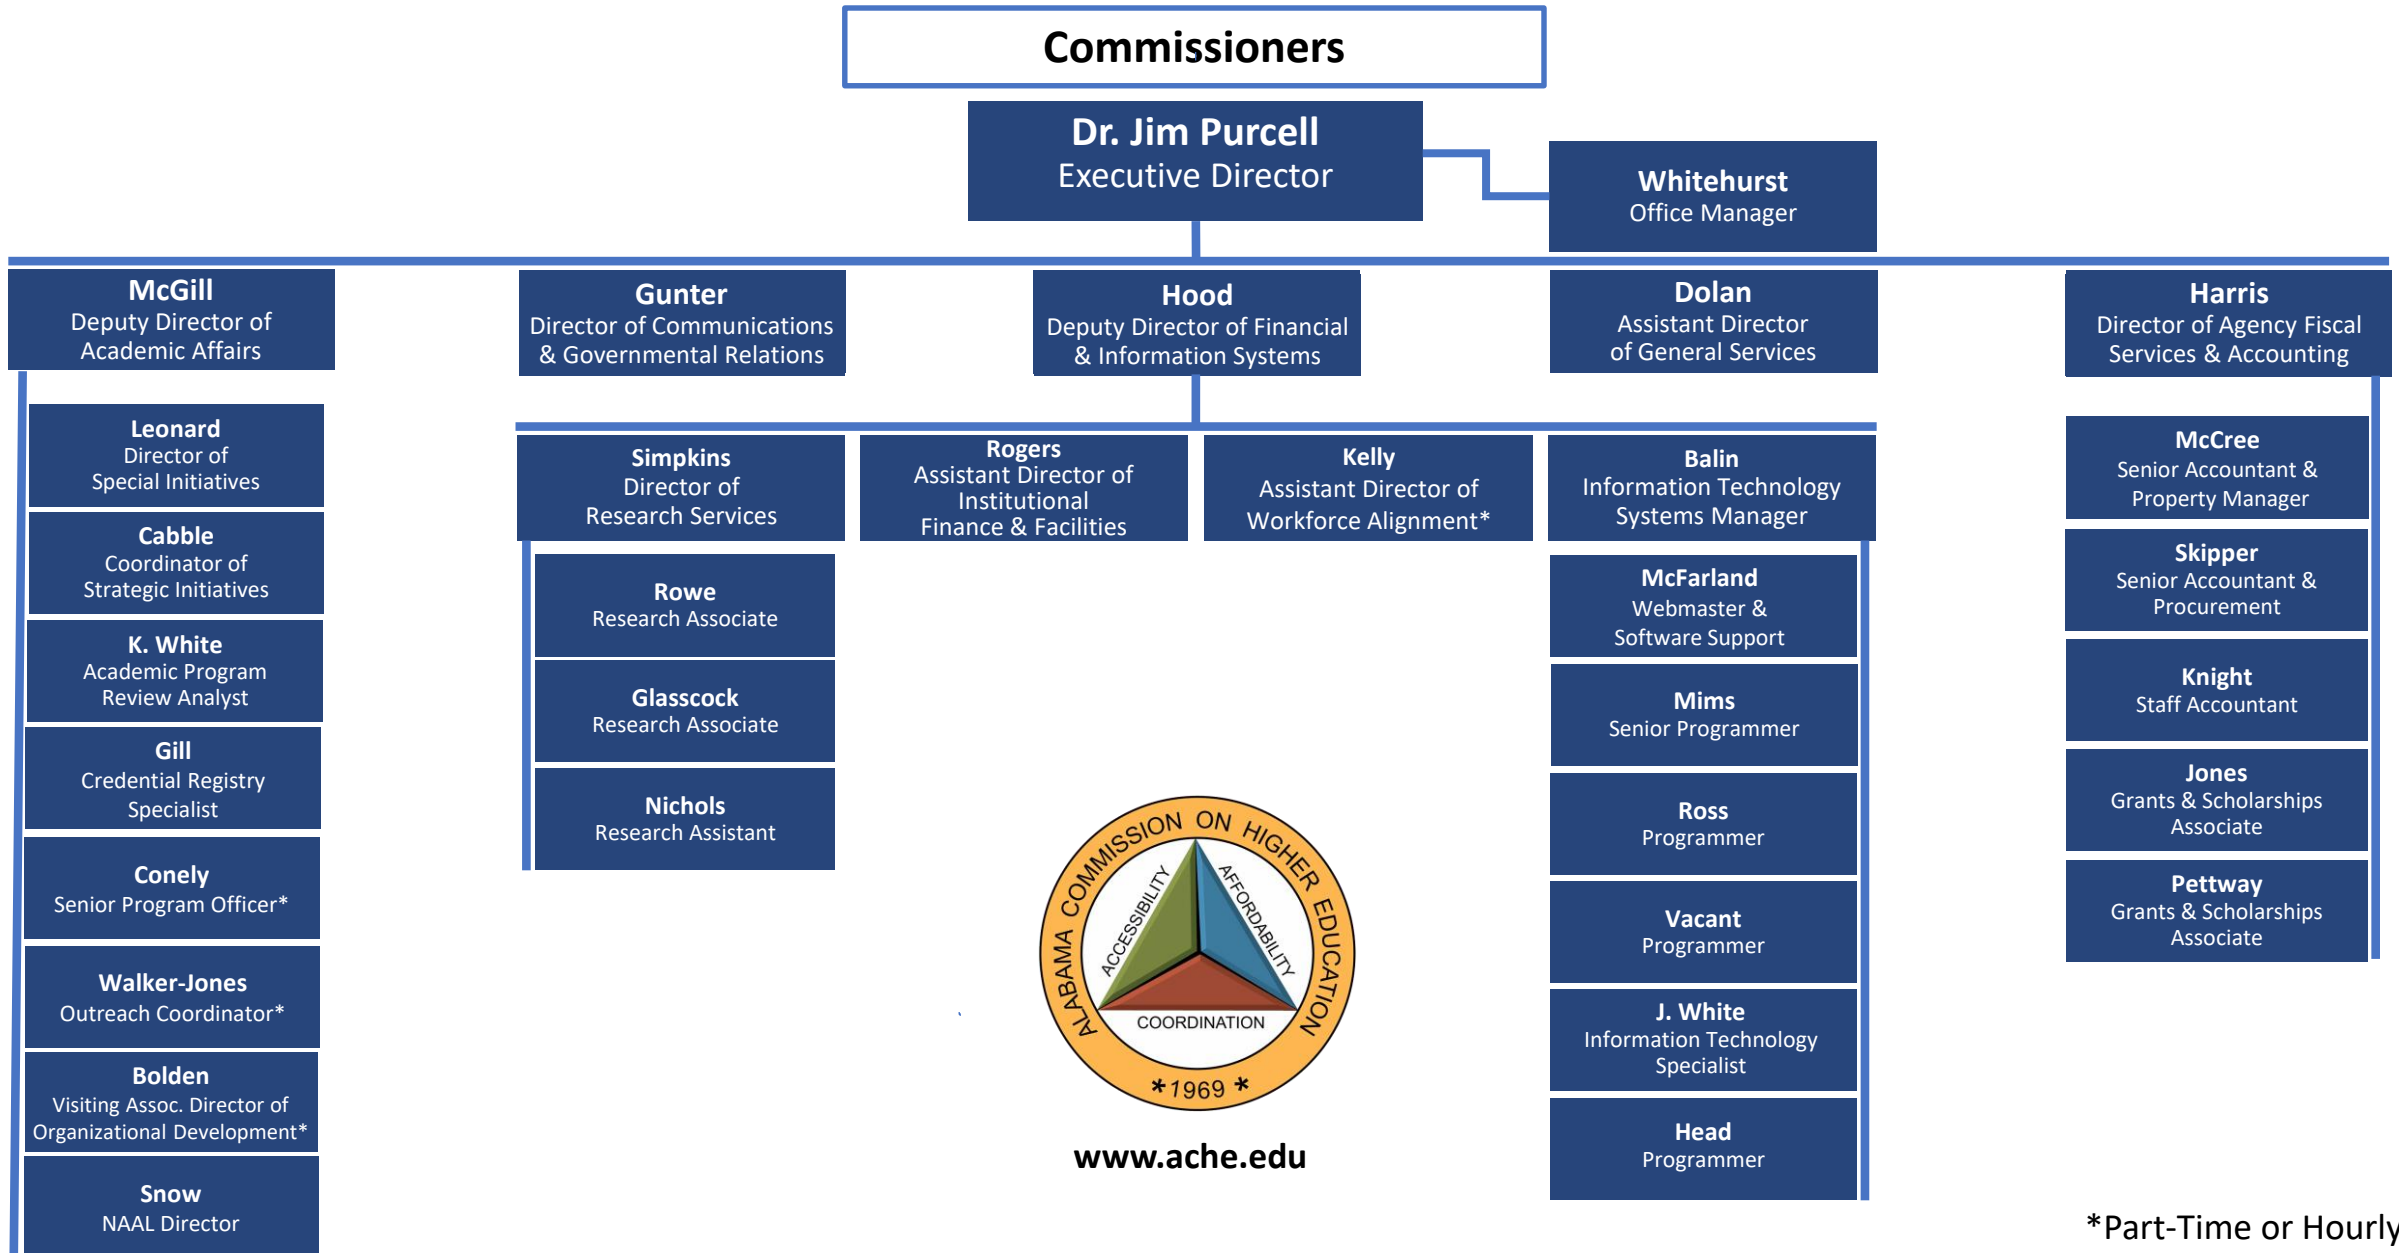 Commissioners
Dr. Jim Purcell
Executive Director
Whitehurst
Office Manager
McGill
Deputy Director of
Academic Affairs
Gunter
Director of Communications
& Governmental Relations
Hood
Deputy Director of Financial
& Information Systems
Dolan
Assistant Director
of General Services
Harris
Director of Agency Fiscal
Services & Accounting
Leonard
Director of
Special Initiatives
Cabble
Coordinator of
Strategic Initiatives
K. White
Academic Program
Review Analyst
Gill
Credential Registry
Specialist
Conely
Senior Program Officer*
Walker-Jones
Outreach Coordinator*
Bolden
Visiting Assoc. Director of
Organizational Development*
Snow
NAAL Director
Simpkins
Director of
Research Services
Rowe
Research Associate
Glasscock
Research Associate
Nichols
Research Assistant
Rogers
Assistant Director of
Institutional
Finance & Facilities
Kelly
Assistant Director of
Workforce Alignment*
Balin
Information Technology
Systems Manager
McFarland
Webmaster &
Software Support
Mims
Senior Programmer
Ross
Programmer
Vacant
Programmer
J. White
Information Technology
Specialist
Head
Programmer
McCree
Senior Accountant &
Property Manager
Skipper
Senior Accountant &
Procurement
Knight
Staff Accountant
Jones
Grants & Scholarships
Associate
Pettway
Grants & Scholarships
Associate
ALABAMA COMMISSION ON HIGHER EDUCATION
ACCESSIBILITY
AFFORDABILITY
COORDINATION
*1969*
www.ache.edu
*Part-Time or Hourly